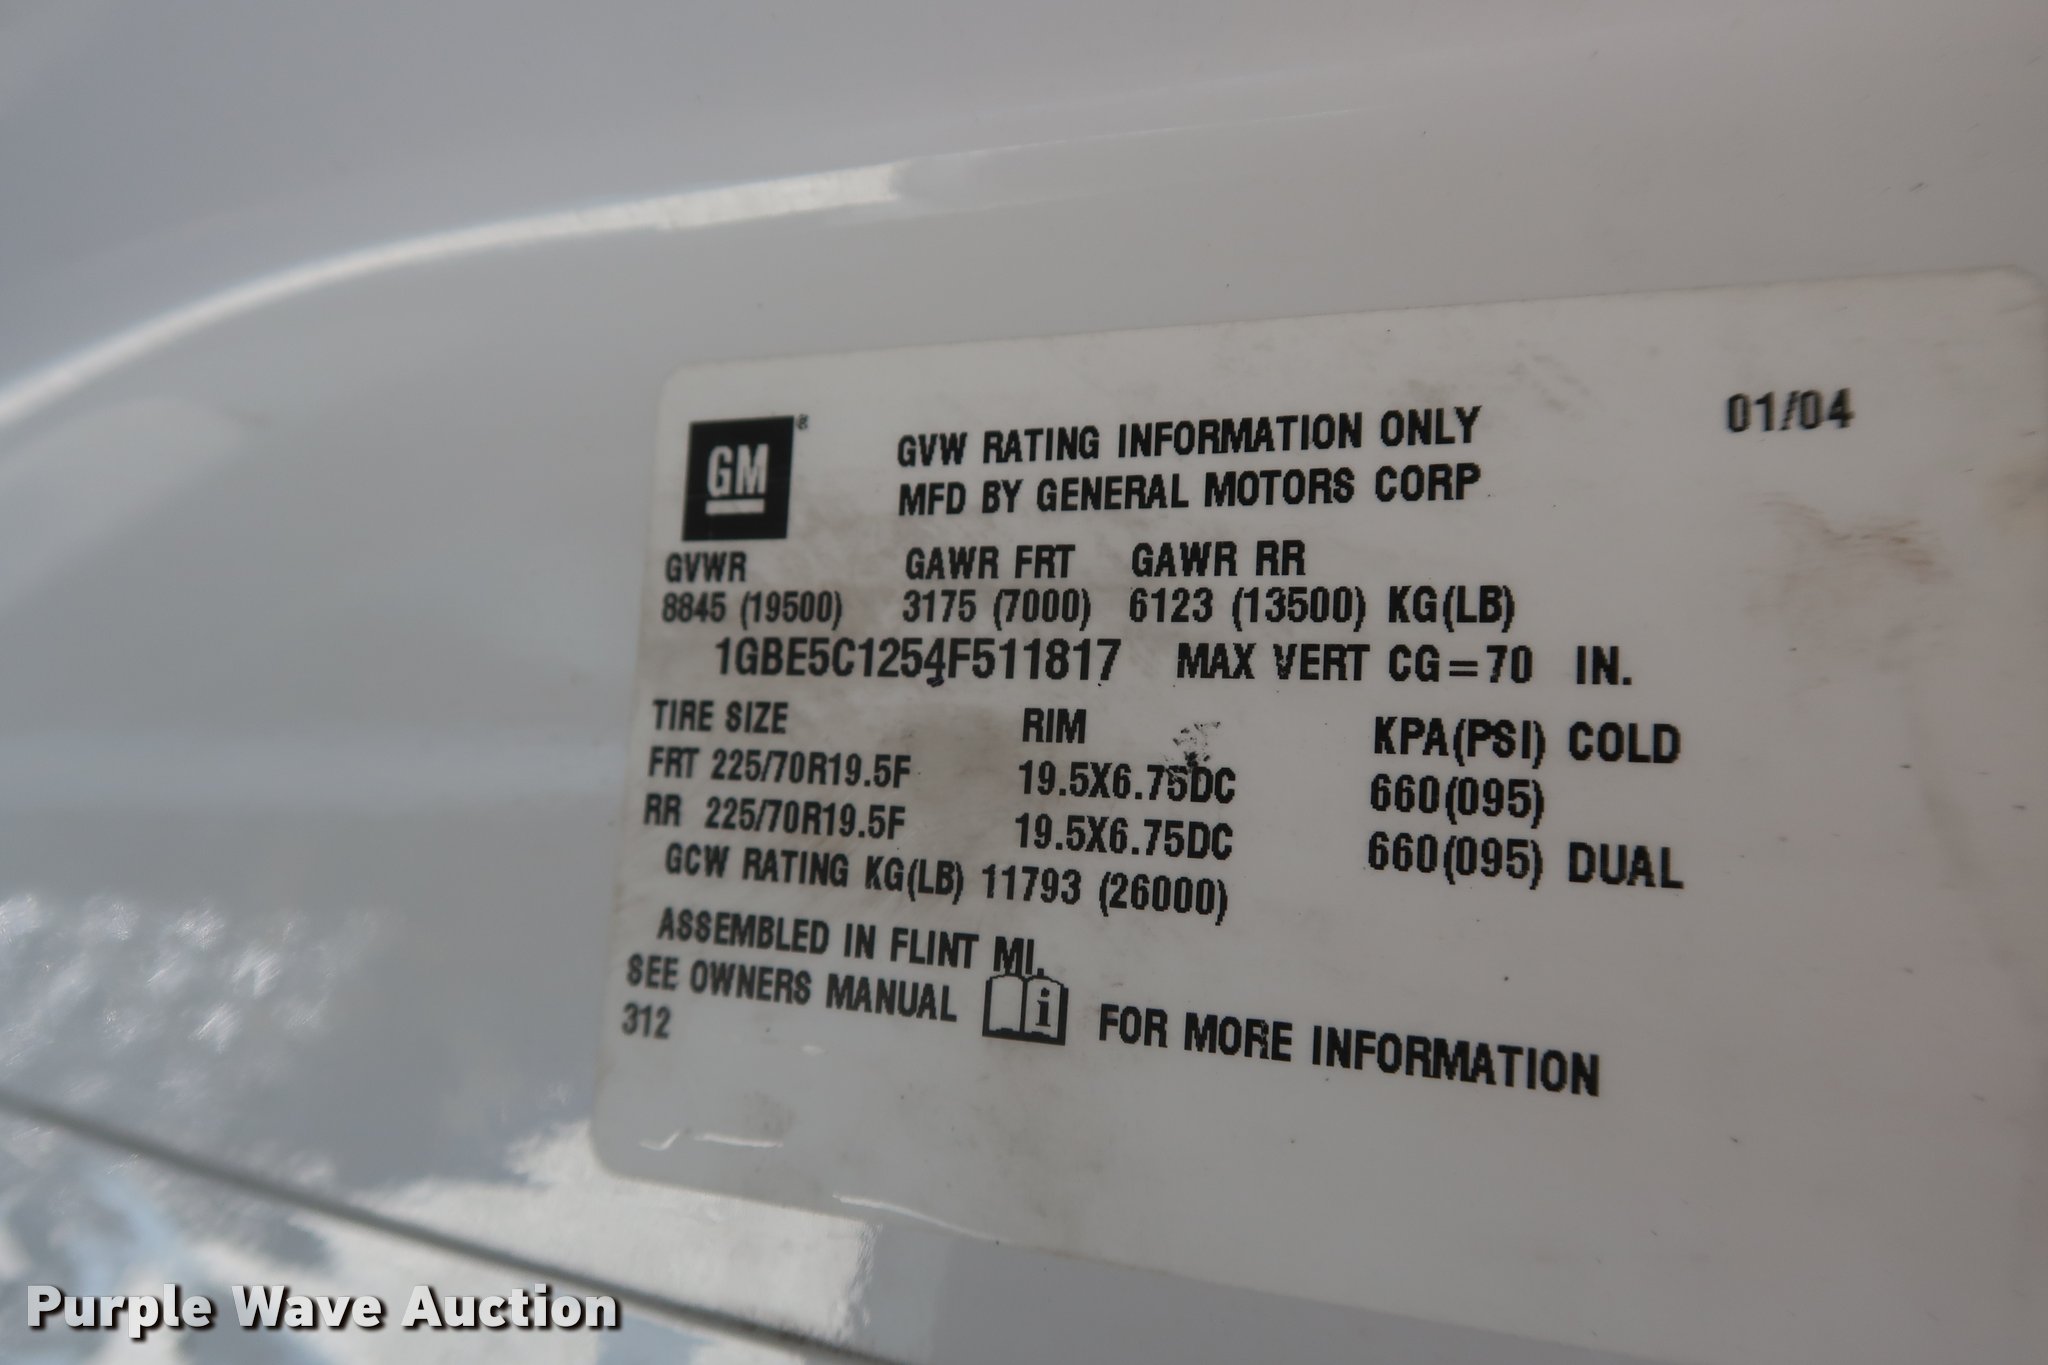 GM®
GVW RATING INFORMATION ONLY 01/04
MFD BY GENERAL MOTORS CORP
GVWR GAWR FRT GAWR RR
8845 (19500) 3175 (7000) 6123 (13500) KG(LB)
1GBE5C1254F511817 MAX VERT CG=70 IN.
TIRE SIZE RIM KPA(PSI) COLD
FRT 225/70R19.5F 19.5X6.75DC 660(095)
RR 225/70R19.5F 19.5X6.75DC 660(095) DUAL
GCW RATING KG(LB) 11793 (26000)
ASSEMBLED IN FLINT MI.
SEE OWNERS MANUAL i FOR MORE INFORMATION
312
Purple Wave Auction